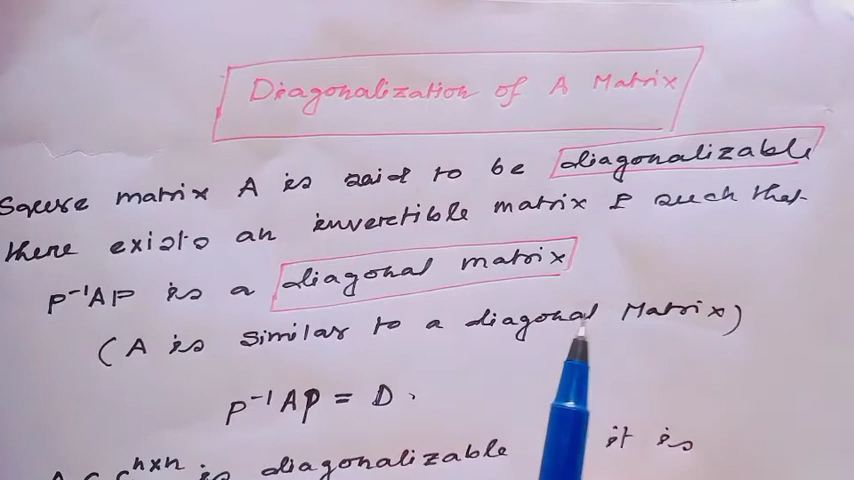 Diagonalization of A Matrix
Square matrix A is said to be diagonalizable
there exists an invertible matrix P such that
P⁻¹AP is a diagonal matrix
(A is similar to a diagonal Matrix)
P⁻¹AP = D.
A ∈ C^{n×n} is diagonalizable it is